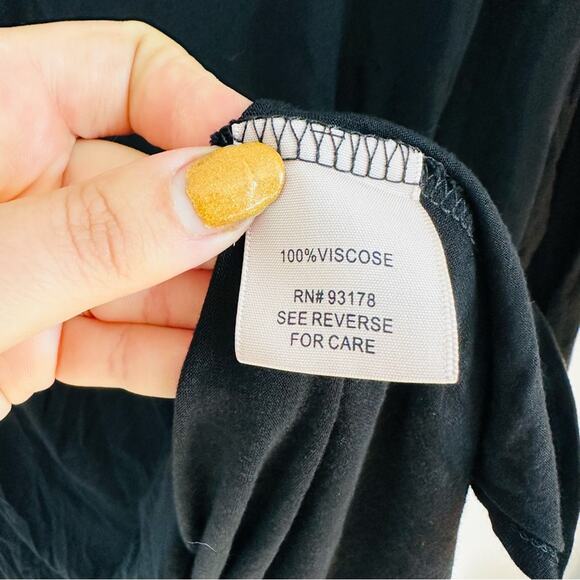 100%VISCOSE
RN# 93178
SEE REVERSE
FOR CARE